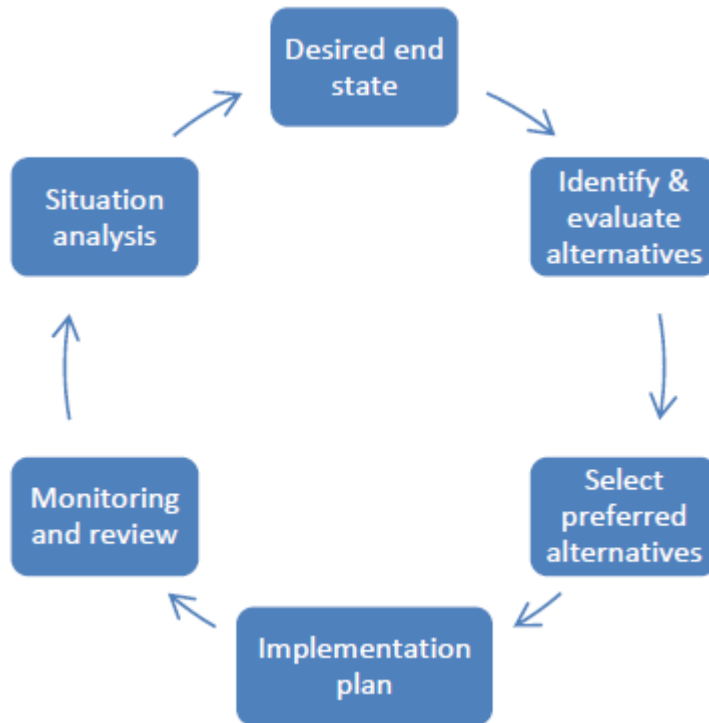 Desired end
state
Identify &
evaluate
alternatives
Select
preferred
alternatives
Implementation
plan
Monitoring
and review
Situation
analysis